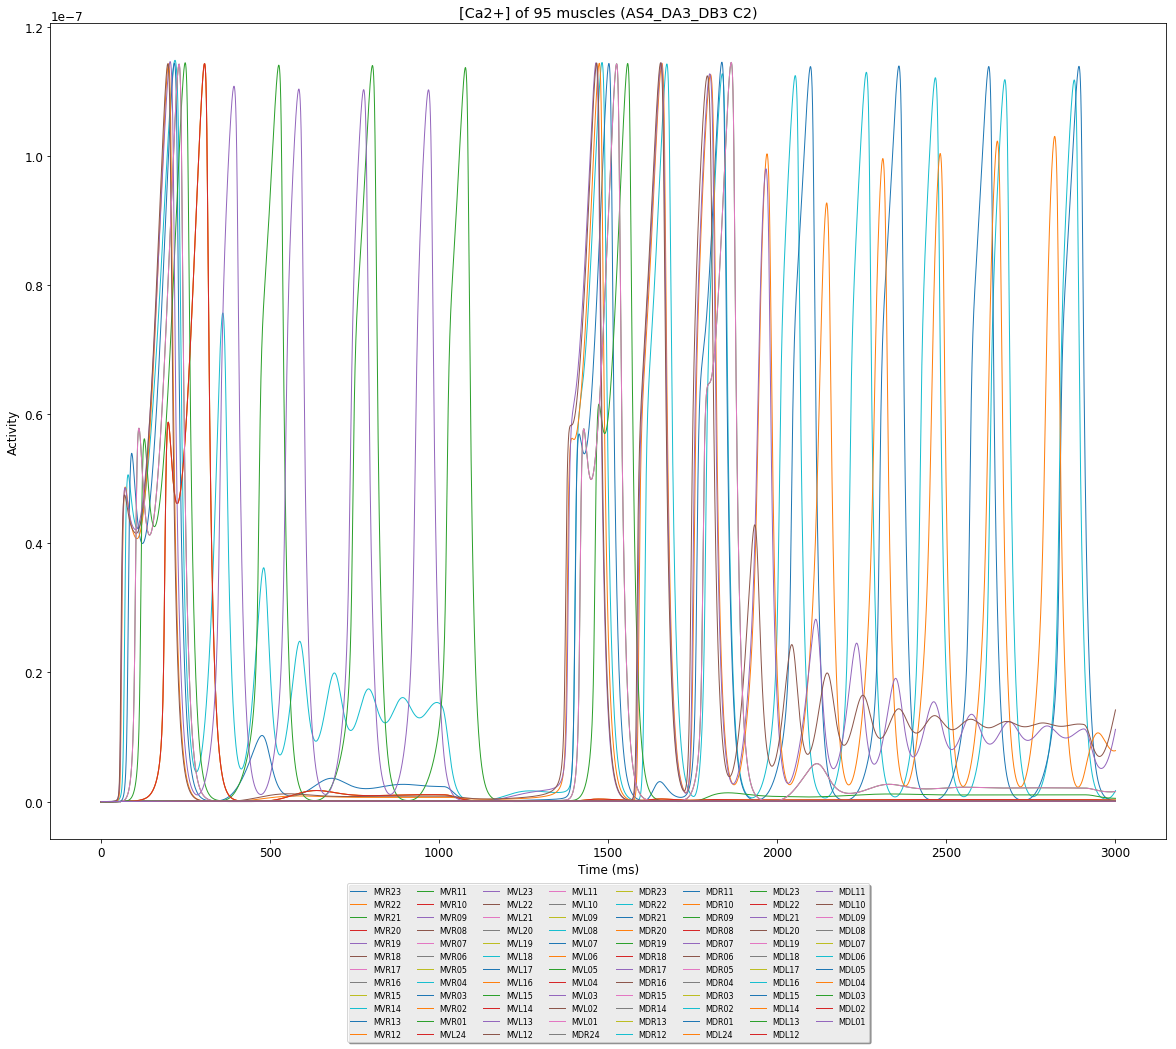 [Ca2+] of 95 muscles (AS4_DA3_DB3 C2)
1e−7
1.2
1.0
0.8
0.6
0.4
0.2
0.0
Activity
0 500 1000 1500 2000 2500 3000
Time (ms)
MVR23 MVR11 MVL23 MVL11 MDR23 MDR11 MDL23 MDL11
MVR22 MVR10 MVL22 MVL10 MDR22 MDR10 MDL22 MDL10
MVR21 MVR09 MVL21 MVL09 MDR21 MDR09 MDL21 MDL09
MVR20 MVR08 MVL20 MVL08 MDR20 MDR08 MDL20 MDL08
MVR19 MVR07 MVL19 MVL07 MDR19 MDR07 MDL19 MDL07
MVR18 MVR06 MVL18 MVL06 MDR18 MDR06 MDL18 MDL06
MVR17 MVR05 MVL17 MVL05 MDR17 MDR05 MDL17 MDL05
MVR16 MVR04 MVL16 MVL04 MDR16 MDR04 MDL16 MDL04
MVR15 MVR03 MVL15 MVL03 MDR15 MDR03 MDL15 MDL03
MVR14 MVR02 MVL14 MVL02 MDR14 MDR02 MDL14 MDL02
MVR13 MVR01 MVL13 MVL01 MDR13 MDR01 MDL13 MDL01
MVR12 MVL24 MVL12 MDR24 MDR12 MDL24 MDL12